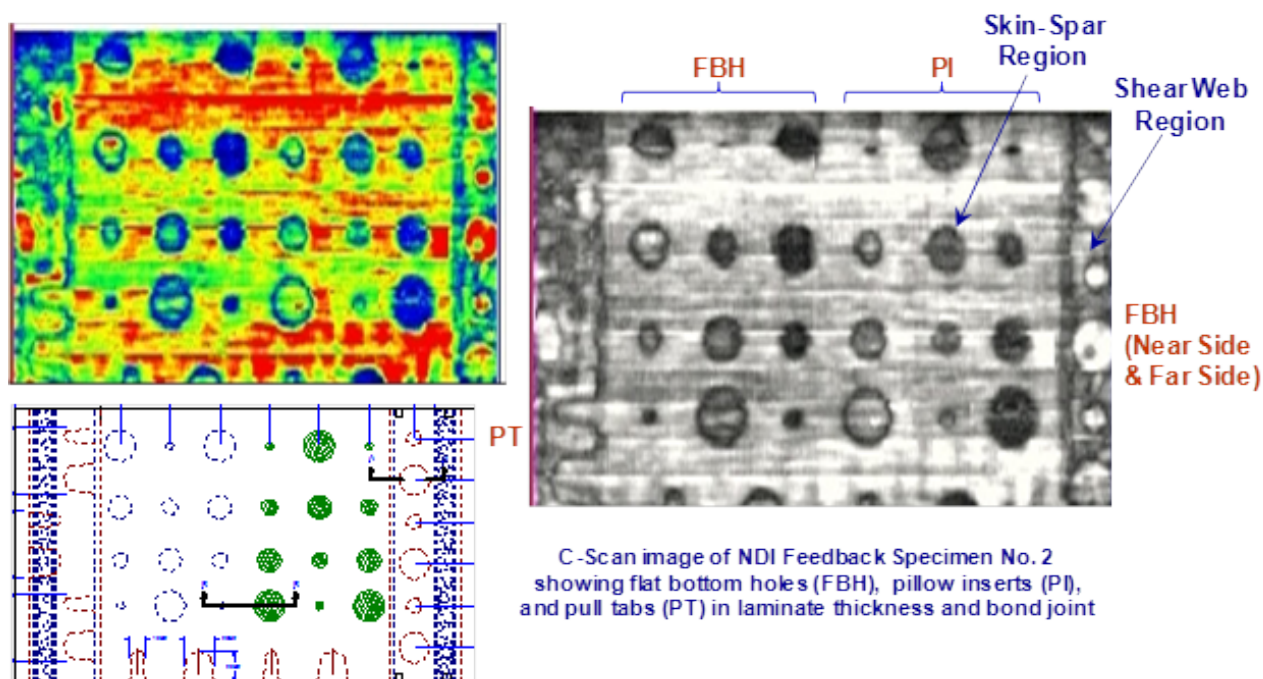 Skin-Spar
Region
FBH
PI
Shear Web
Region
FBH
(Near Side
& Far Side)
PT
C-Scan image of NDI Feedback Specimen No. 2
showing flat bottom holes (FBH), pillow inserts (PI),
and pull tabs (PT) in laminate thickness and bond joint